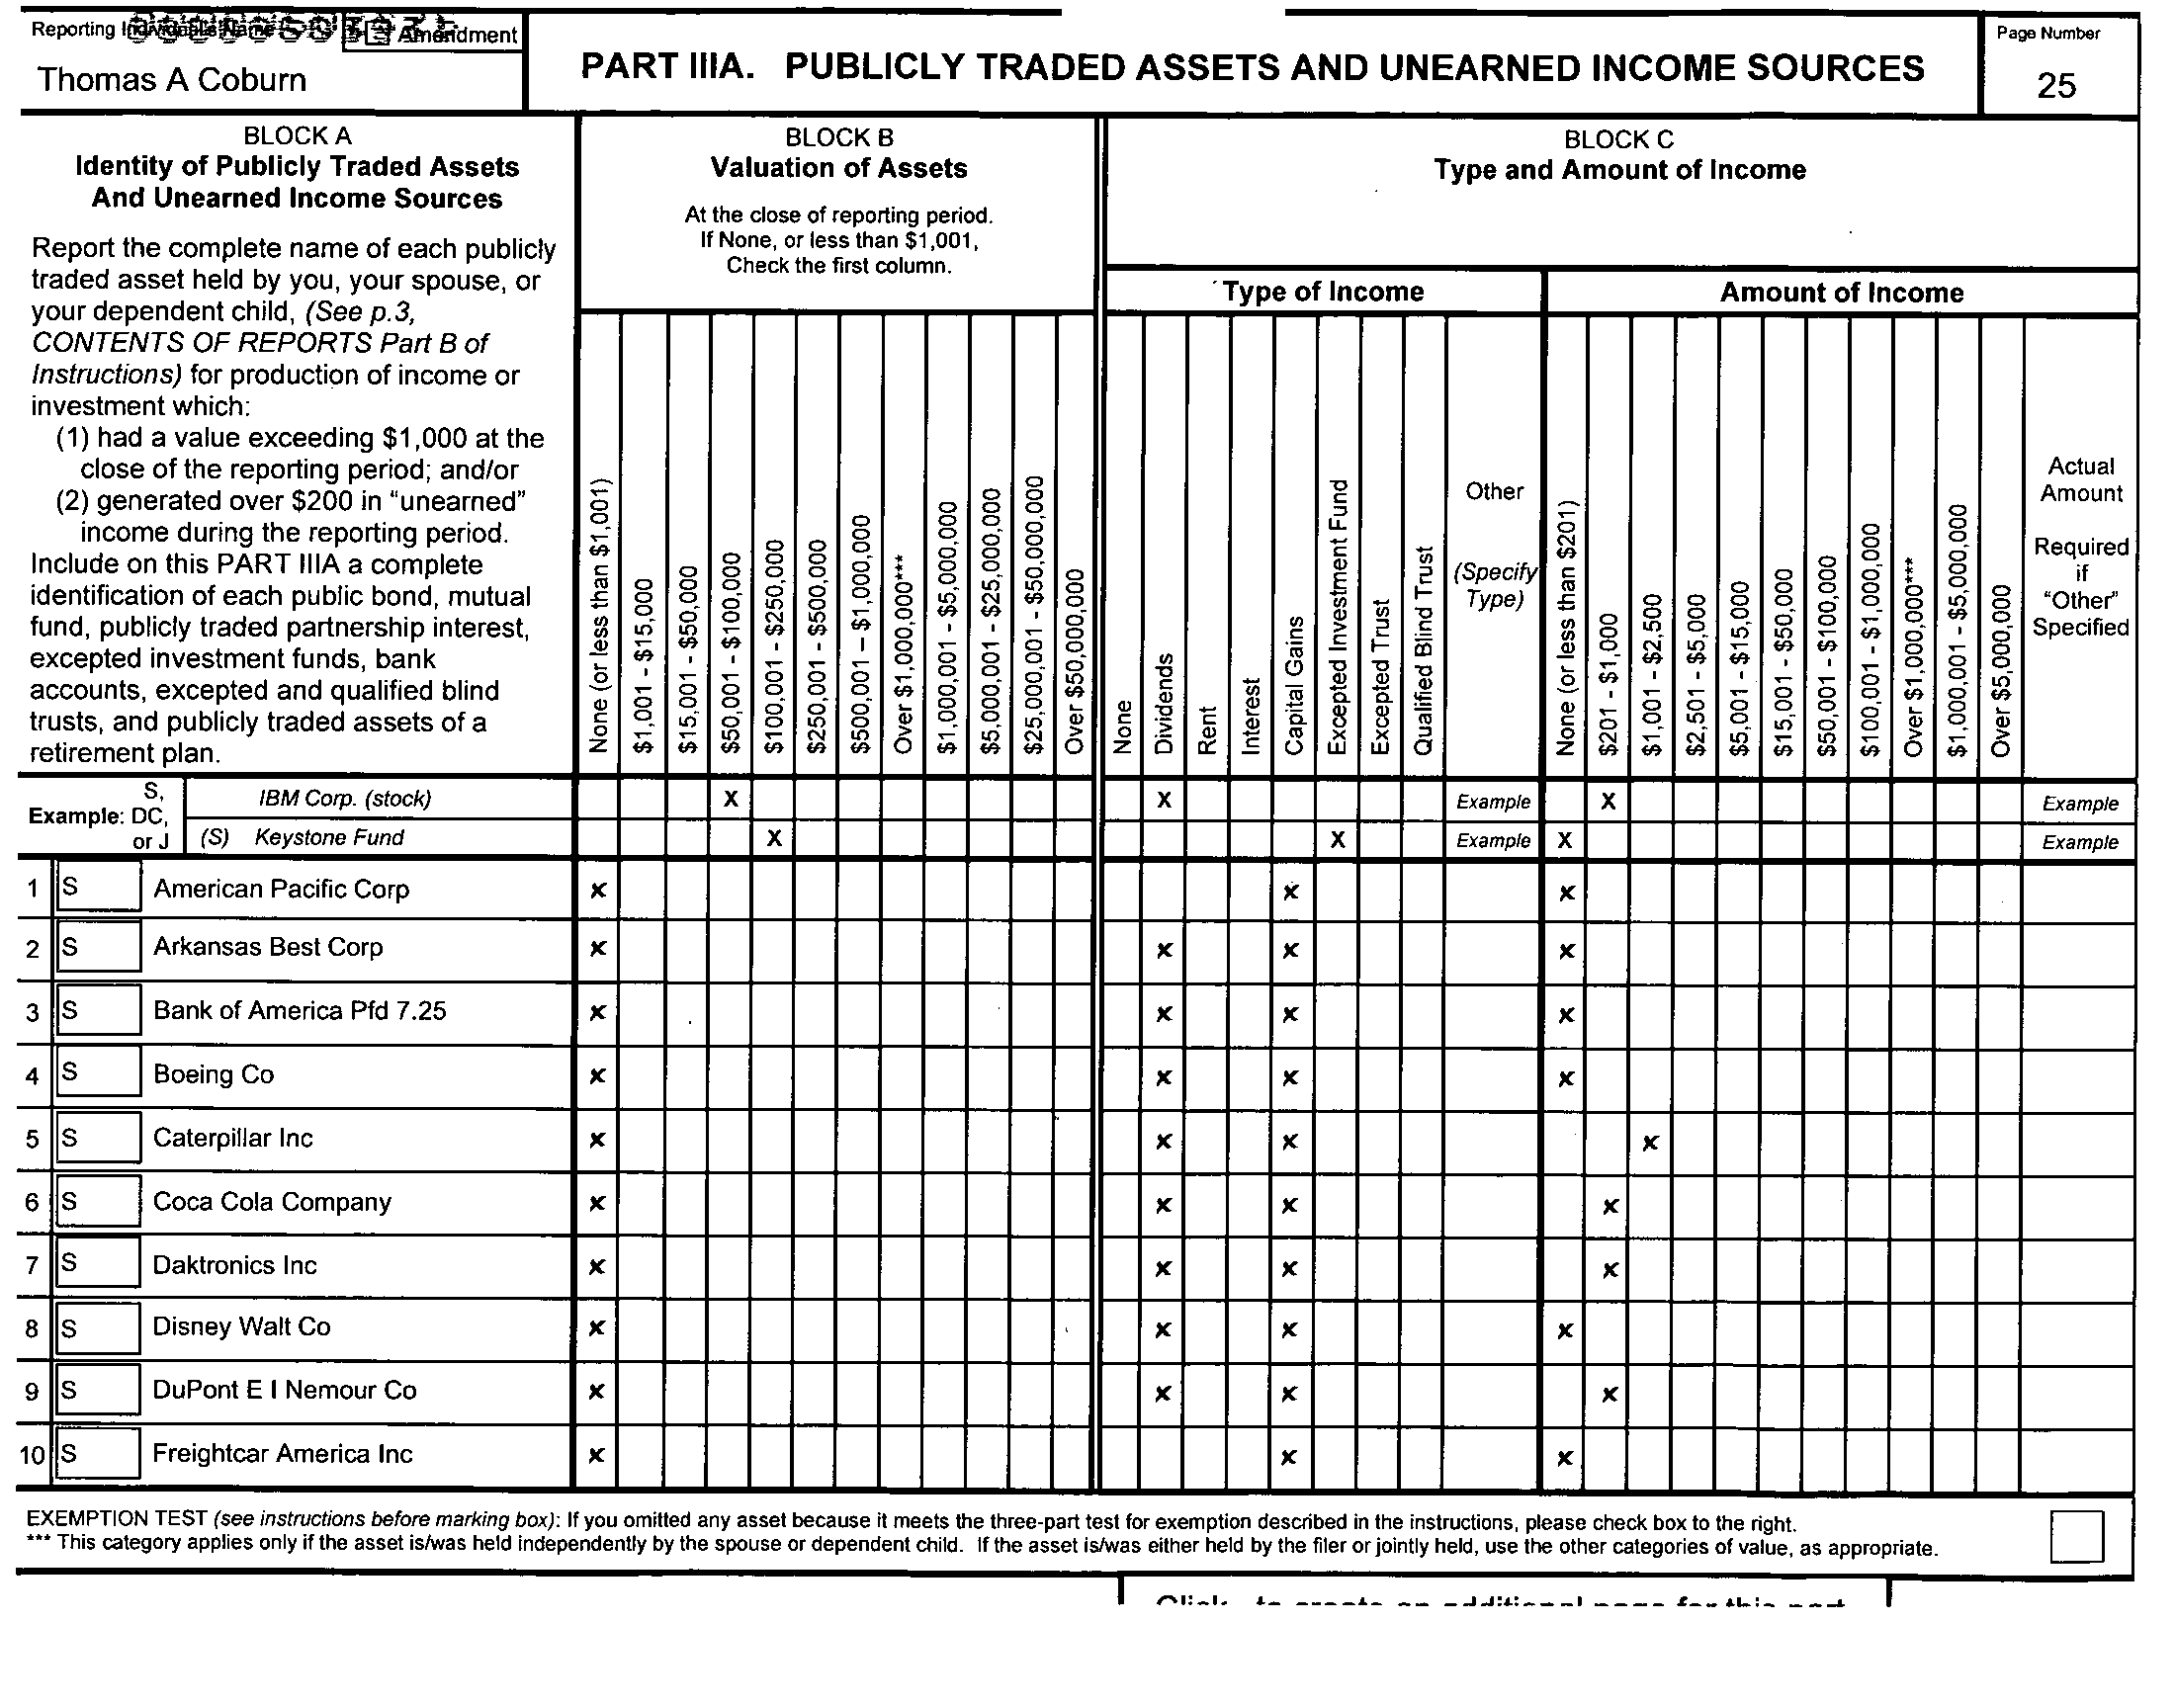 Reporting Individual's Name
Amendment
Thomas A Coburn
PART IIIA. PUBLICLY TRADED ASSETS AND UNEARNED INCOME SOURCES
Page Number
25
BLOCK A
Identity of Publicly Traded Assets
And Unearned Income Sources
Report the complete name of each publicly
traded asset held by you, your spouse, or
your dependent child, (See p.3,
CONTENTS OF REPORTS Part B of
Instructions) for production of income or
investment which:
(1) had a value exceeding $1,000 at the
close of the reporting period; and/or
(2) generated over $200 in "unearned"
income during the reporting period.
Include on this PART IIIA a complete
identification of each public bond, mutual
fund, publicly traded partnership interest,
excepted investment funds, bank
accounts, excepted and qualified blind
trusts, and publicly traded assets of a
retirement plan.
BLOCK B
Valuation of Assets
At the close of reporting period.
If None, or less than $1,001,
Check the first column.
None (or less than $1,001)
$1,001 - $15,000
$15,001 - $50,000
$50,001 - $100,000
$100,001 - $250,000
$250,001 - $500,000
$500,001 – $1,000,000
Over $1,000,000***
$1,000,001 - $5,000,000
$5,000,001 - $25,000,000
$25,000,001 - $50,000,000
Over $50,000,000
BLOCK C
Type and Amount of Income
Type of Income
None
Dividends
Rent
Interest
Capital Gains
Excepted Investment Fund
Excepted Trust
Qualified Blind Trust
Other
(Specify
Type)
Amount of Income
None (or less than $201)
$201 - $1,000
$1,001 - $2,500
$2,501 - $5,000
$5,001 - $15,000
$15,001 - $50,000
$50,001 - $100,000
$100,001 - $1,000,000
Over $1,000,000***
$1,000,001 - $5,000,000
Over $5,000,000
Actual
Amount
Required
if
"Other"
Specified
Example: S, DC, or J
IBM Corp. (stock) X X Example X Example
(S) Keystone Fund X X Example X Example
1 S American Pacific Corp x x x
2 S Arkansas Best Corp x x x x
3 S Bank of America Pfd 7.25 x x x x
4 S Boeing Co x x x x
5 S Caterpillar Inc x x x x
6 S Coca Cola Company x x x x
7 S Daktronics Inc x x x x
8 S Disney Walt Co x x x x
9 S DuPont E I Nemour Co x x x x
10 S Freightcar America Inc x x x
EXEMPTION TEST (see instructions before marking box): If you omitted any asset because it meets the three-part test for exemption described in the instructions, please check box to the right.
*** This category applies only if the asset is/was held independently by the spouse or dependent child. If the asset is/was either held by the filer or jointly held, use the other categories of value, as appropriate.